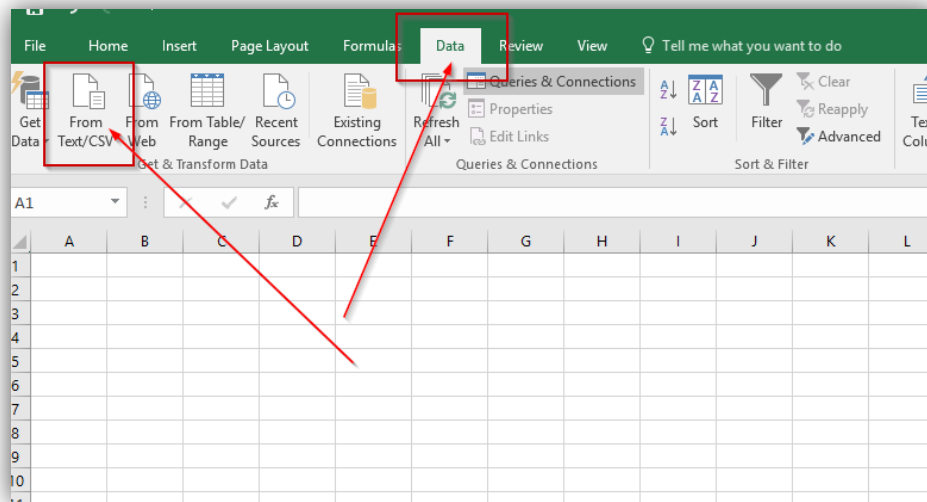 File Home Insert Page Layout Formulas Data Review View Tell me what you want to do
Get Data
From Text/CSV
From Web
From Table/ Range
Recent Sources
Existing Connections
Refresh All
Queries & Connections
Properties
Edit Links
Sort
Filter
Clear
Reapply
Advanced
Get & Transform Data
Queries & Connections
Sort & Filter
A1 fx
A B C D E F G H I J K L
1
2
3
4
5
6
7
8
9
10